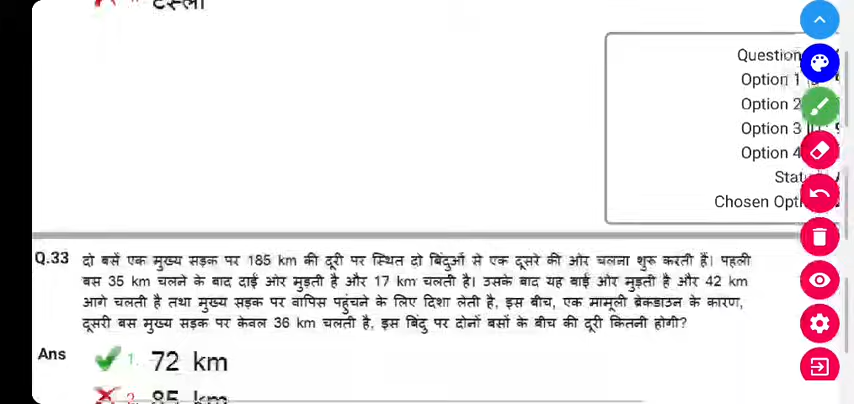 टेस्ला
Question
Option 1
Option 2
Option 3
Option 4
Chosen
Q.33 दो बसें एक मुख्य सड़क पर 185 km की दूरी पर स्थित दो बिंदुओं से एक दूसरे की ओर चलना शुरू करती हैं। पहली
बस 35 km चलने के बाद दाईं ओर मुड़ती है और 17 km चलती है। उसके बाद यह बाईं ओर मुड़ती है और 42 km
आगे चलती है तथा मुख्य सड़क पर वापिस पहुंचने के लिए दिशा लेती है, इस बीच, एक मामूली ब्रेकडाउन के कारण,
दूसरी बस मुख्य सड़क पर केवल 36 km चलती है, इस बिंदु पर दोनों बसों के बीच की दूरी कितनी होगी?
Ans 1. 72 km
2. 85 km